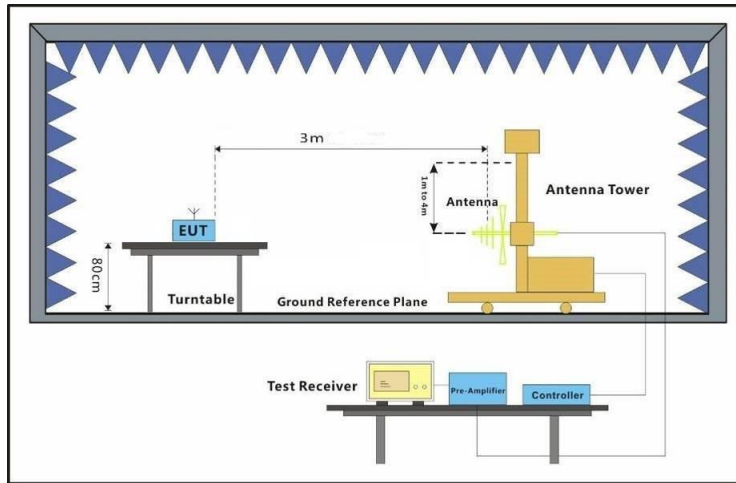 3m
1m to 4m
Antenna
Antenna Tower
EUT
80cm
Turntable
Ground Reference Plane
Test Receiver
Pre-Amplifier
Controller